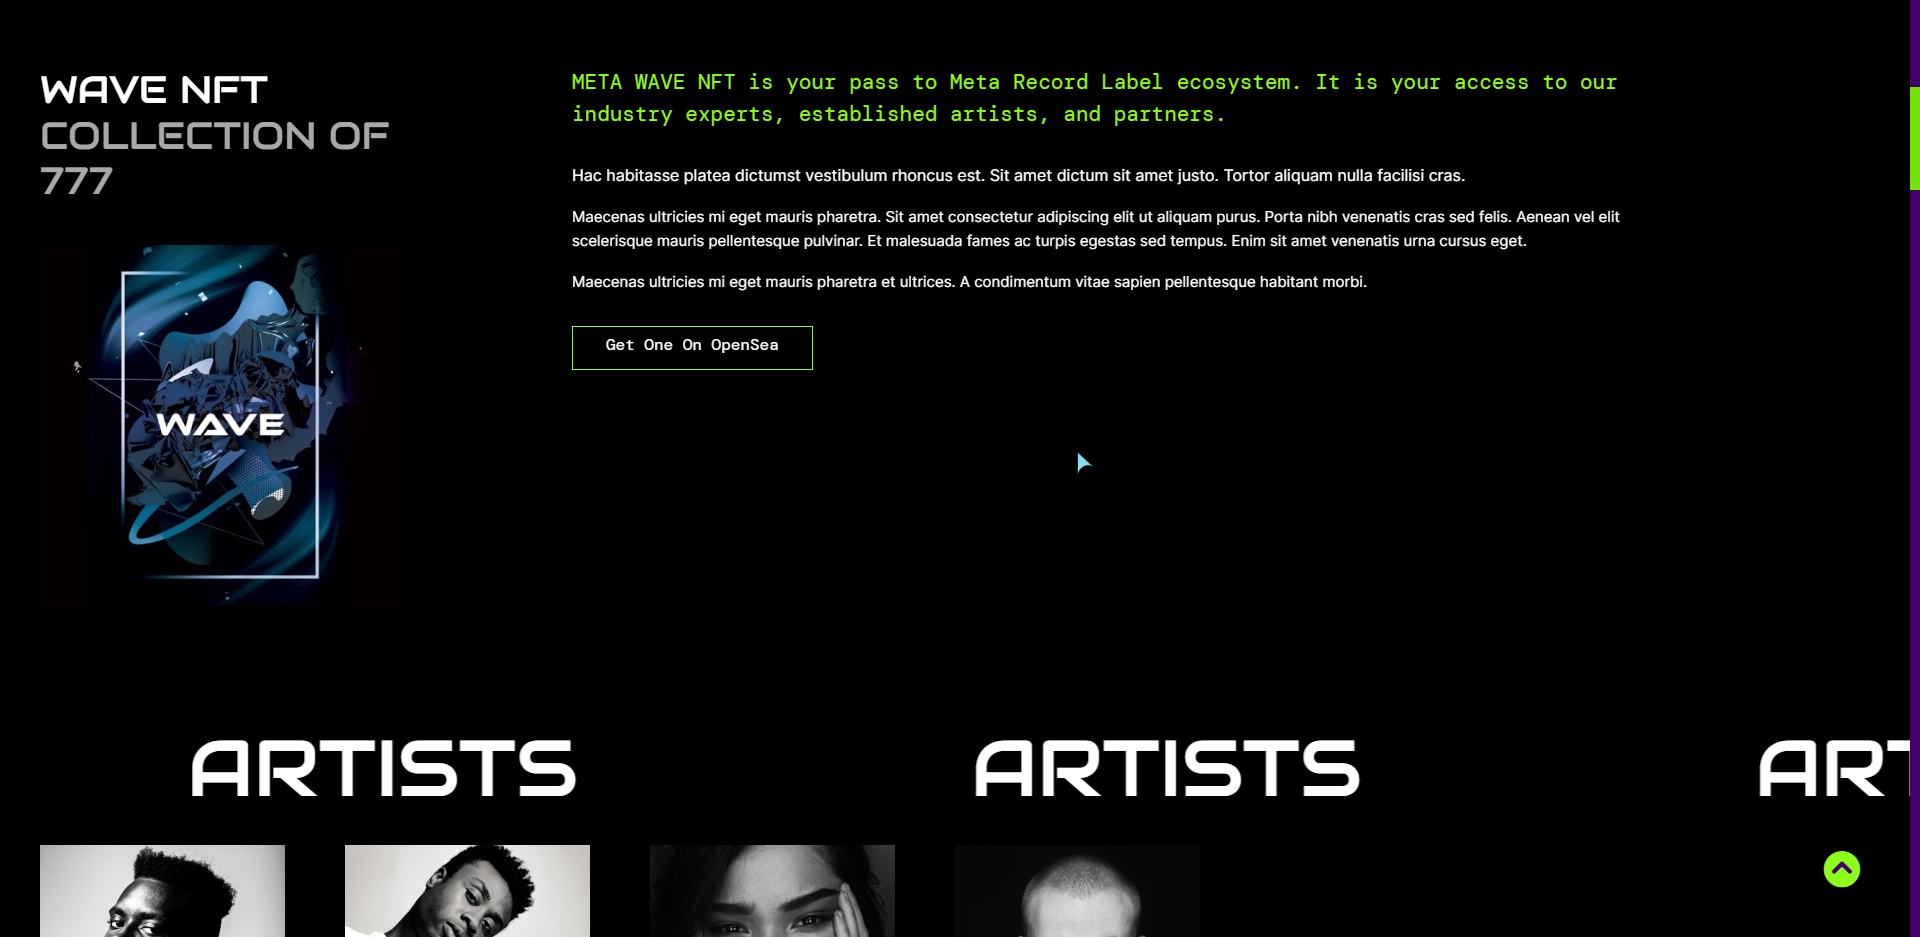 WAVE NFT
COLLECTION OF
777
META WAVE NFT is your pass to Meta Record Label ecosystem. It is your access to our
industry experts, established artists, and partners.
Hac habitasse platea dictumst vestibulum rhoncus est. Sit amet dictum sit amet justo. Tortor aliquam nulla facilisi cras.
Maecenas ultricies mi eget mauris pharetra. Sit amet consectetur adipiscing elit ut aliquam purus. Porta nibh venenatis cras sed felis. Aenean vel elit
scelerisque mauris pellentesque pulvinar. Et malesuada fames ac turpis egestas sed tempus. Enim sit amet venenatis urna cursus eget.
Maecenas ultricies mi eget mauris pharetra et ultrices. A condimentum vitae sapien pellentesque habitant morbi.
Get One On OpenSea
WAVE
ARTISTS ARTISTS ART